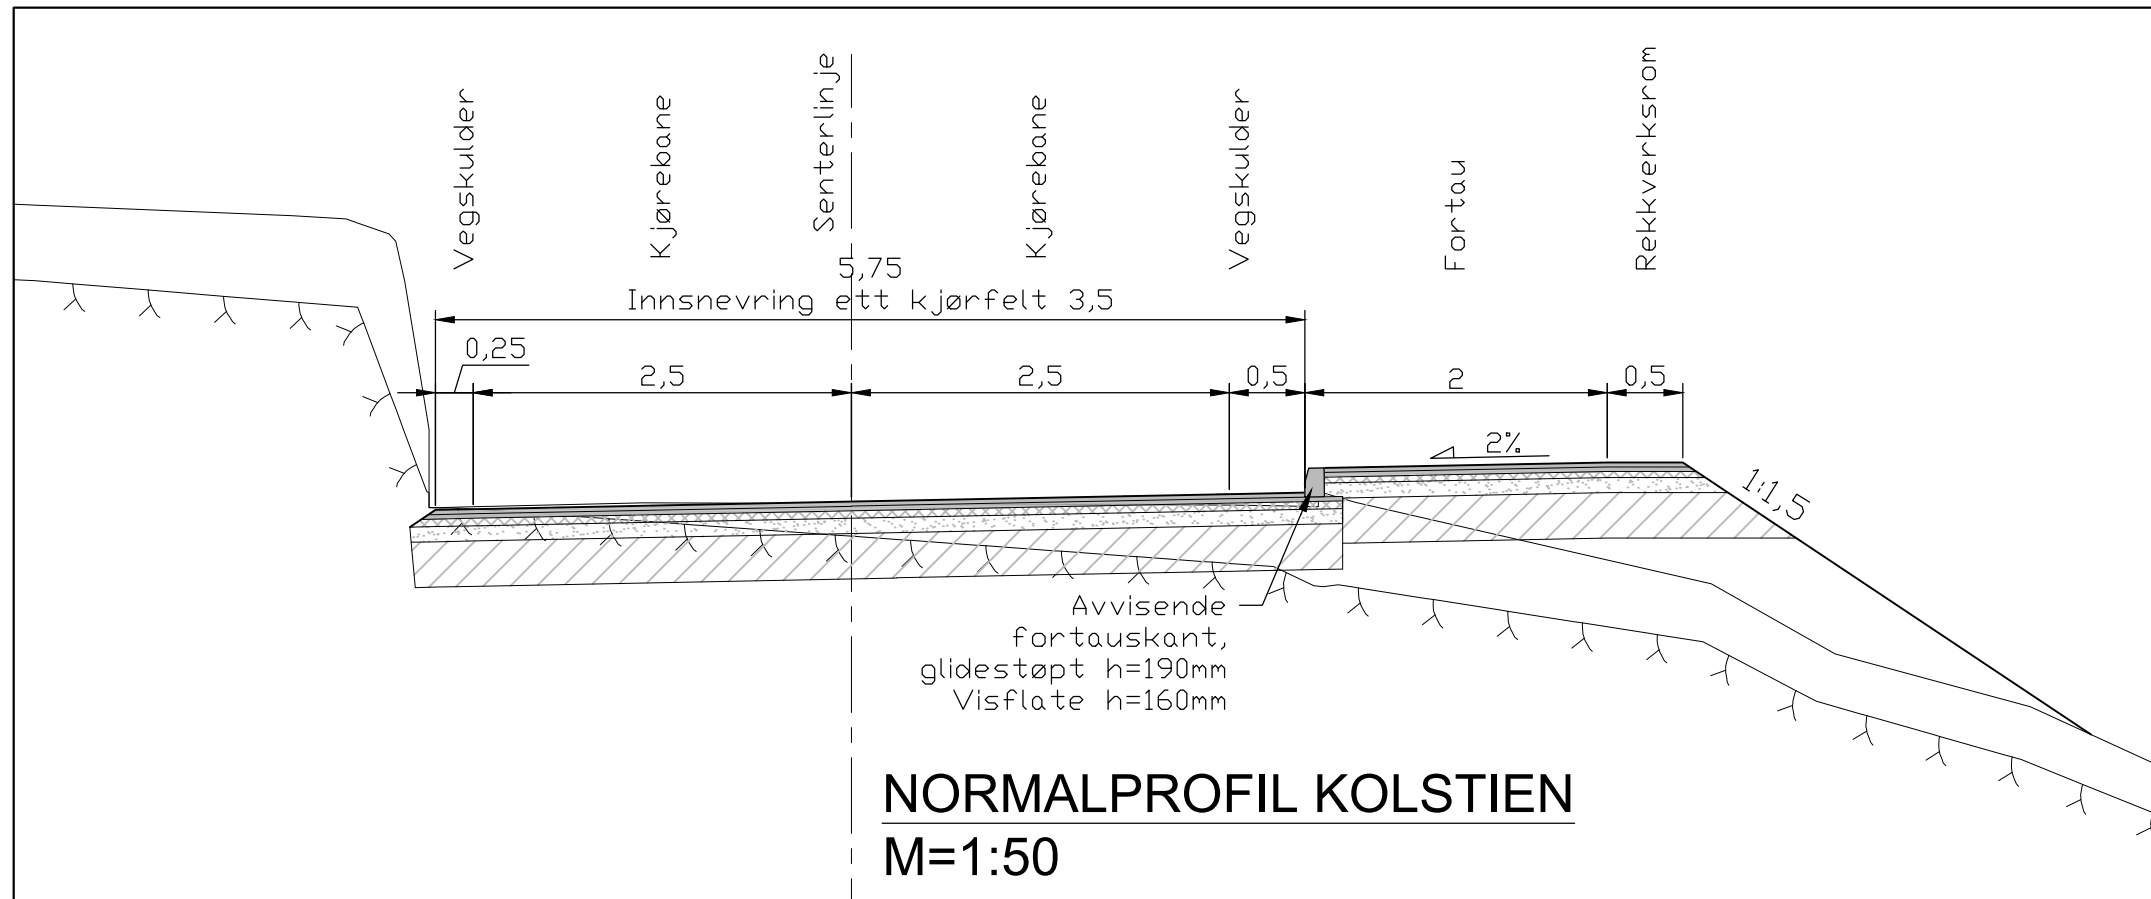 Vegskulder
Kjørebane
Senterlinje
Kjørebane
Vegskulder
Fortau
Rekkverksrom
5,75
Innsnevring ett kjørfelt 3,5
0,25
2,5
2,5
0,5
2
0,5
2%
1:1,5
Avvisende
fortauskant,
glidestøpt h=190mm
Visflate h=160mm
NORMALPROFIL KOLSTIEN
M=1:50